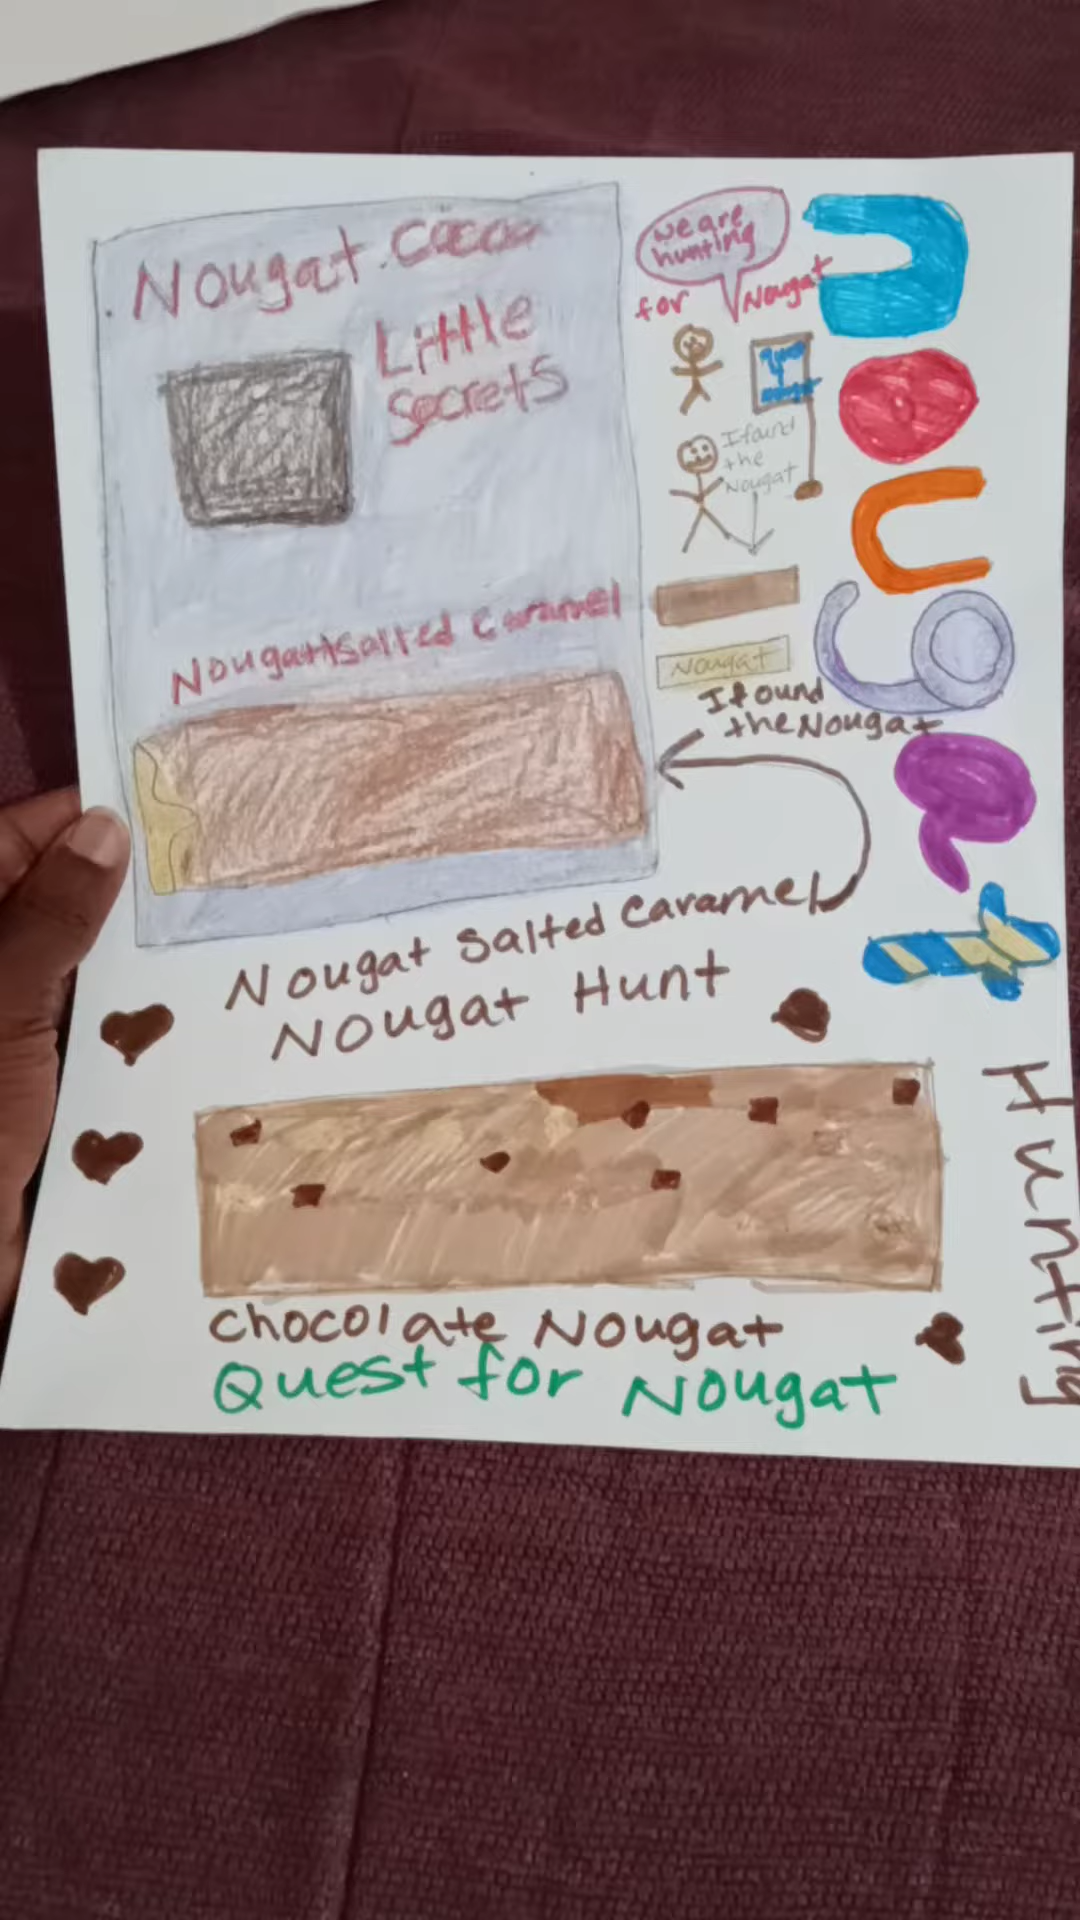 Nougat Cocoa
Little
Secrets
Nougat Salted Caramel
we are
hunting
for Nougat
I found
the
Nougat
Nougat
I found
the Nougat
Nougat Salted Caramel
Nougat Hunt
Chocolate Nougat
Quest for Nougat
nougat
Hunting